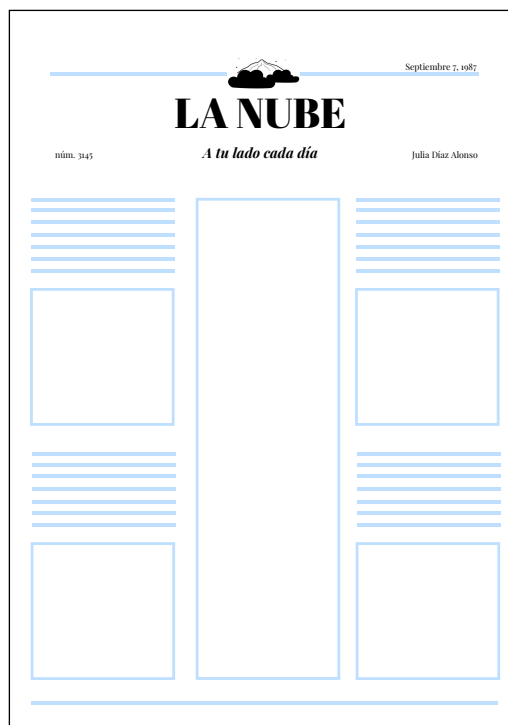 Septiembre 7, 1987
LA NUBE
núm. 3145
A tu lado cada día
Julia Díaz Alonso